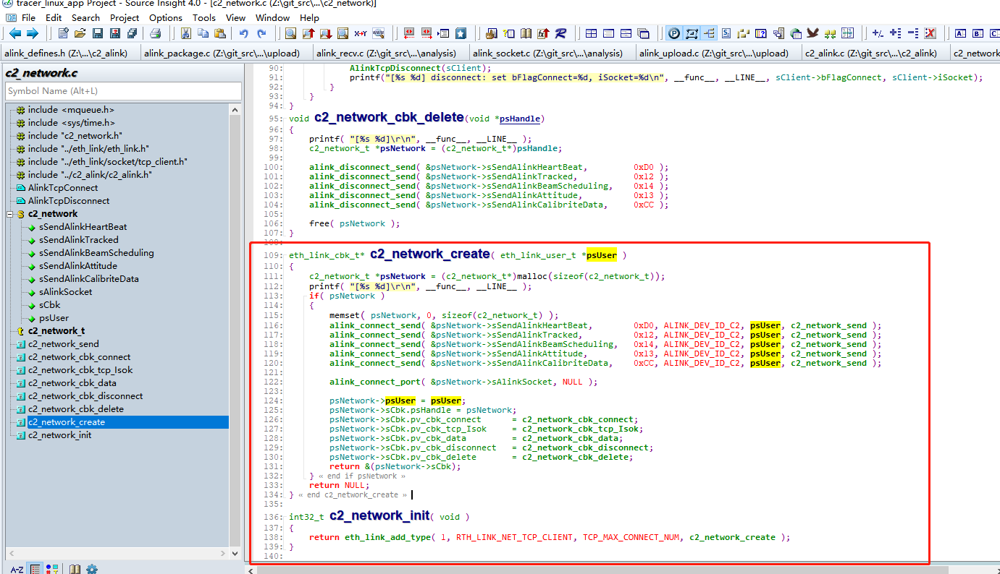 tracer_linux_app Project - Source Insight 4.0 - [c2_network.c (Z:\git_src\...\c2_network)]
File Edit Search Project Options Tools View Window Help
alink_defines.h (Z:\...\c2_alink) alink_package.c (Z:\git_src\...\upload) alink_recv.c (Z:\git_src\...\analysis) alink_socket.c (Z:\git_src\...\analysis) alink_upload.c (Z:\git_src\...\upload) c2_alink.c (Z:\git_src\...\c2_alink) c2_network
c2_network.c
Symbol Name (Alt+L)
include <mqueue.h>
include <sys/time.h>
include "c2_network.h"
include "../eth_link/eth_link.h"
include "../eth_link/socket/tcp_client.h"
include "../c2_alink/c2_alink.h"
AlinkTcpConnect
AlinkTcpDisconnect
c2_network
sSendAlinkHeartBeat
sSendAlinkTracked
sSendAlinkBeamScheduling
sSendAlinkAttitude
sSendAlinkCalibriteData
sAlinkSocket
sCbk
psUser
c2_network_t
c2_network_send
c2_network_cbk_connect
c2_network_cbk_tcp_Isok
c2_network_cbk_data
c2_network_cbk_disconnect
c2_network_cbk_delete
c2_network_create
c2_network_init
A-Z
90: AlinkTcpDisconnect(sClient);
91: printf("[%s %d] disconnect: set bFlagConnect=%d, iSocket=%d\n", __func__, __LINE__, sClient->bFlagConnect, sClient->iSocket);
92: }
93: }
94: }
95: void c2_network_cbk_delete(void *psHandle)
96: {
97: printf( "[%s %d]\r\n", __func__, __LINE__ );
98: c2_network_t *psNetwork = (c2_network_t*)psHandle;
99:
100: alink_disconnect_send( &psNetwork->sSendAlinkHeartBeat, 0xD0 );
101: alink_disconnect_send( &psNetwork->sSendAlinkTracked, 0x12 );
102: alink_disconnect_send( &psNetwork->sSendAlinkBeamScheduling, 0x14 );
103: alink_disconnect_send( &psNetwork->sSendAlinkAttitude, 0x13 );
104: alink_disconnect_send( &psNetwork->sSendAlinkCalibriteData, 0xCC );
105:
106: free( psNetwork );
107: }
108:
109: eth_link_cbk_t* c2_network_create( eth_link_user_t *psUser )
110: {
111: c2_network_t *psNetwork = (c2_network_t*)malloc(sizeof(c2_network_t));
112: printf( "[%s %d]\r\n", __func__, __LINE__ );
113: if( psNetwork )
114: {
115: memset( psNetwork, 0, sizeof(c2_network_t) );
116: alink_connect_send( &psNetwork->sSendAlinkHeartBeat, 0xD0, ALINK_DEV_ID_C2, psUser, c2_network_send );
117: alink_connect_send( &psNetwork->sSendAlinkTracked, 0x12, ALINK_DEV_ID_C2, psUser, c2_network_send );
118: alink_connect_send( &psNetwork->sSendAlinkBeamScheduling, 0x14, ALINK_DEV_ID_C2, psUser, c2_network_send );
119: alink_connect_send( &psNetwork->sSendAlinkAttitude, 0x13, ALINK_DEV_ID_C2, psUser, c2_network_send );
120: alink_connect_send( &psNetwork->sSendAlinkCalibriteData, 0xCC, ALINK_DEV_ID_C2, psUser, c2_network_send );
121:
122: alink_connect_port( &psNetwork->sAlinkSocket, NULL );
123:
124: psNetwork->psUser = psUser;
125: psNetwork->sCbk.psHandle = psNetwork;
126: psNetwork->sCbk.pv_cbk_connect = c2_network_cbk_connect;
127: psNetwork->sCbk.pv_cbk_tcp_Isok = c2_network_cbk_tcp_Isok;
128: psNetwork->sCbk.pv_cbk_data = c2_network_cbk_data;
129: psNetwork->sCbk.pv_cbk_disconnect = c2_network_cbk_disconnect;
130: psNetwork->sCbk.pv_cbk_delete = c2_network_cbk_delete;
131: return &(psNetwork->sCbk);
132: } « end if psNetwork »
133: return NULL;
134: } « end c2_network_create »
135:
136: int32_t c2_network_init( void )
137: {
138: return eth_link_add_type( 1, RTH_LINK_NET_TCP_CLIENT, TCP_MAX_CONNECT_NUM, c2_network_create );
139: }
140: